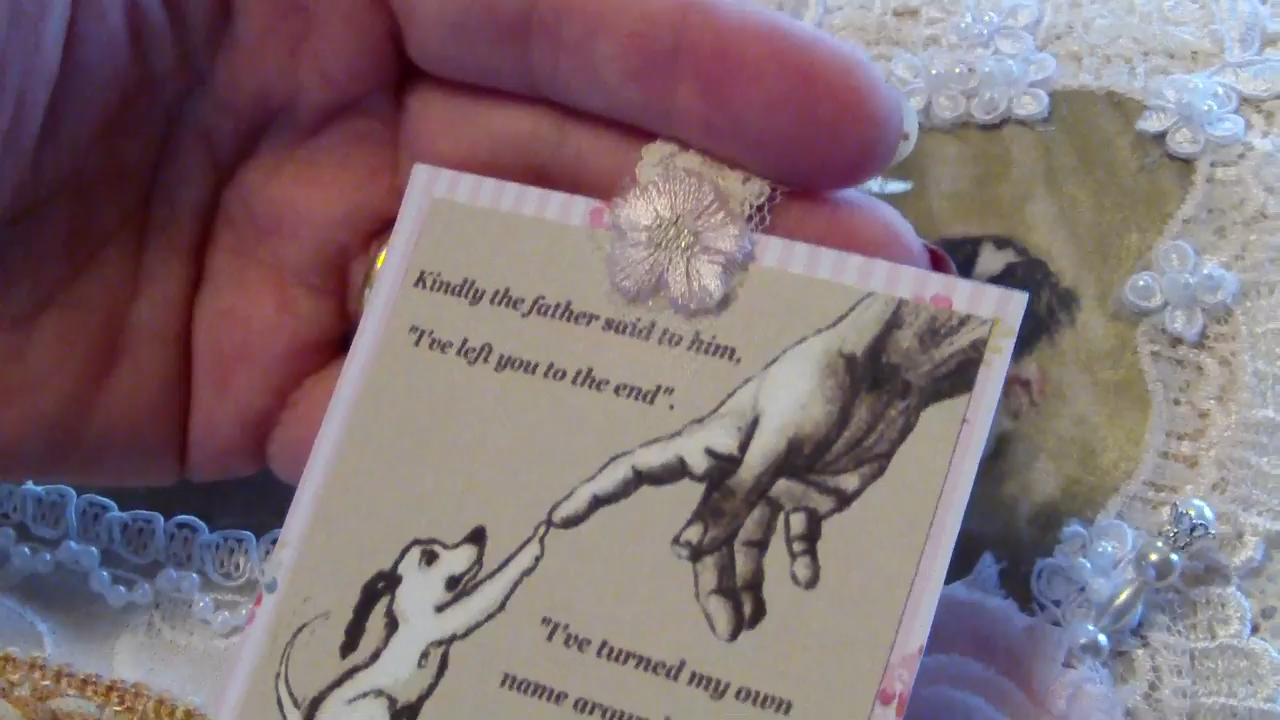 Kindly the father said to him,
"I've left you to the end".
"I've turned my own
name around